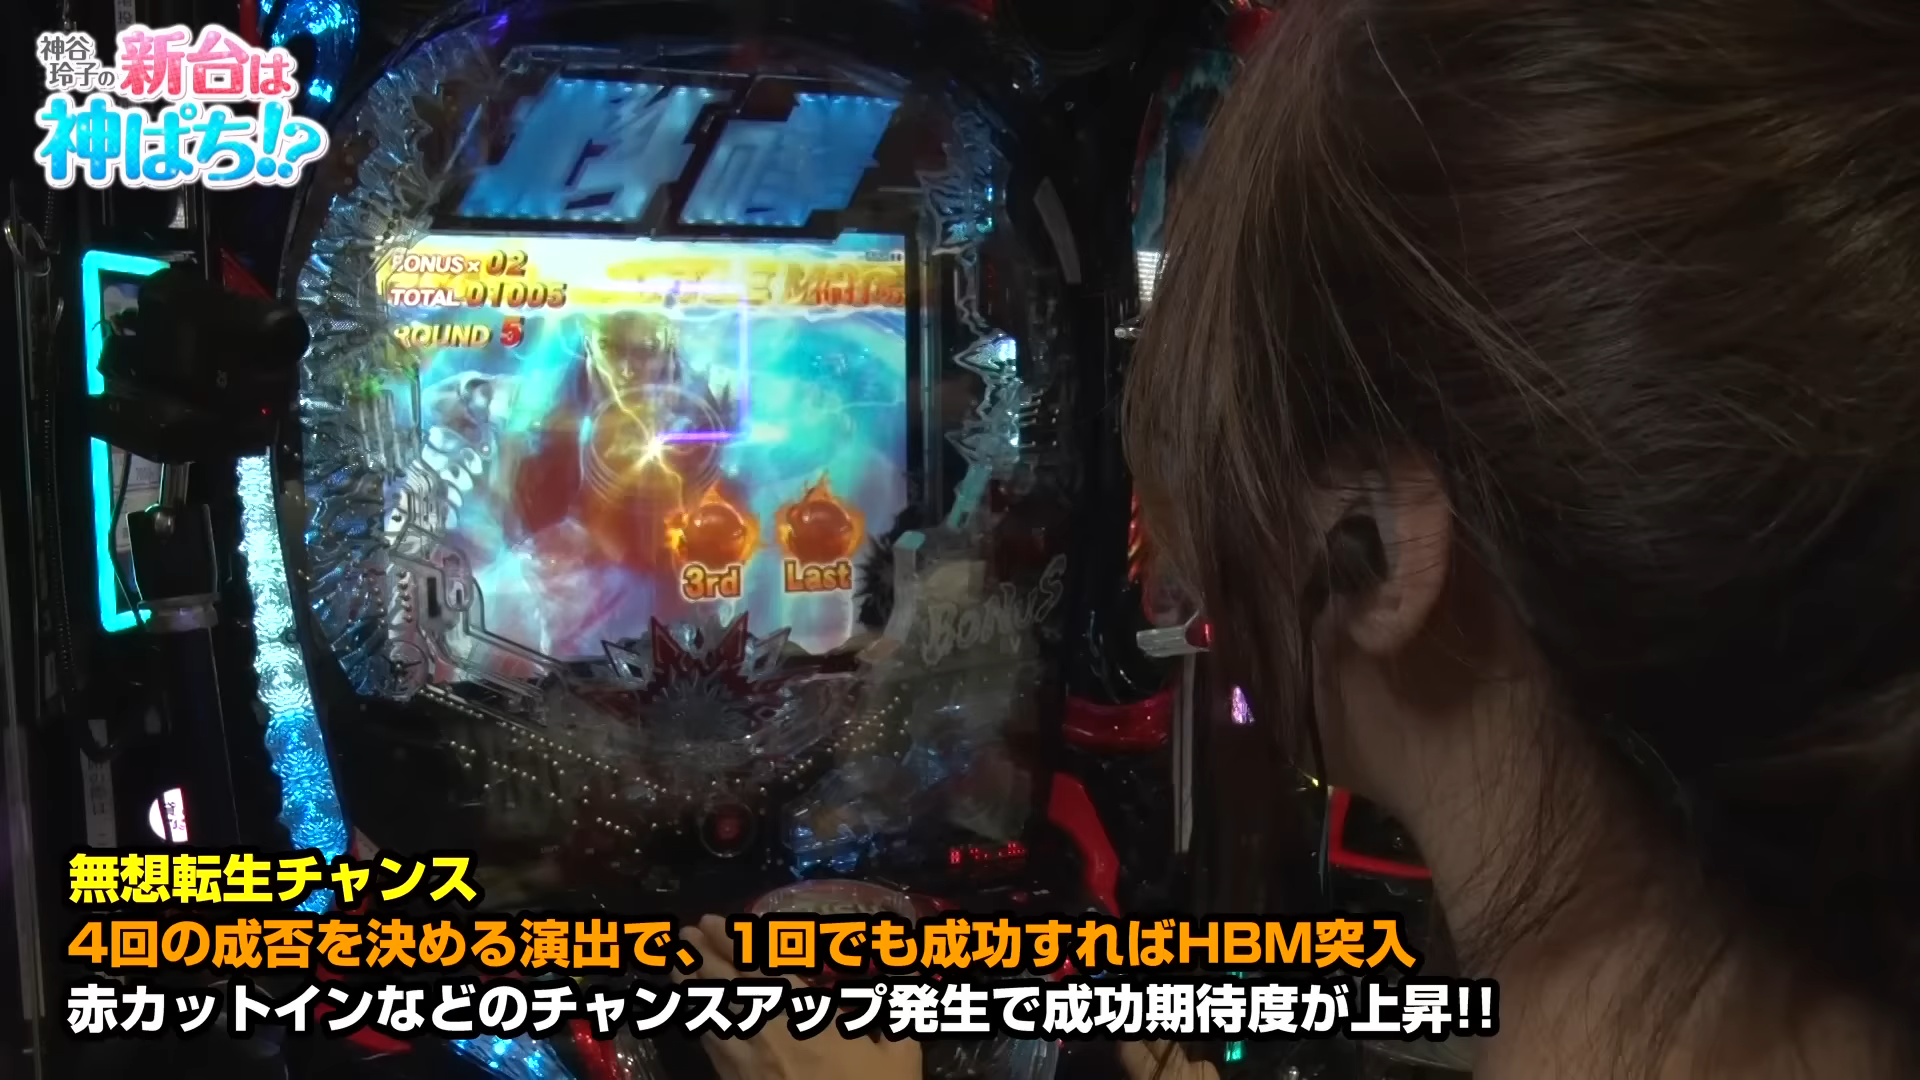 神谷玲子の新台は
神ぱち!?
BONUS× 02
TOTAL 01005
ROUND 5
3rd
Last
BONUS
無想転生チャンス
4回の成否を決める演出で、1回でも成功すればHBM突入
赤カットインなどのチャンスアップ発生で成功期待度が上昇!!